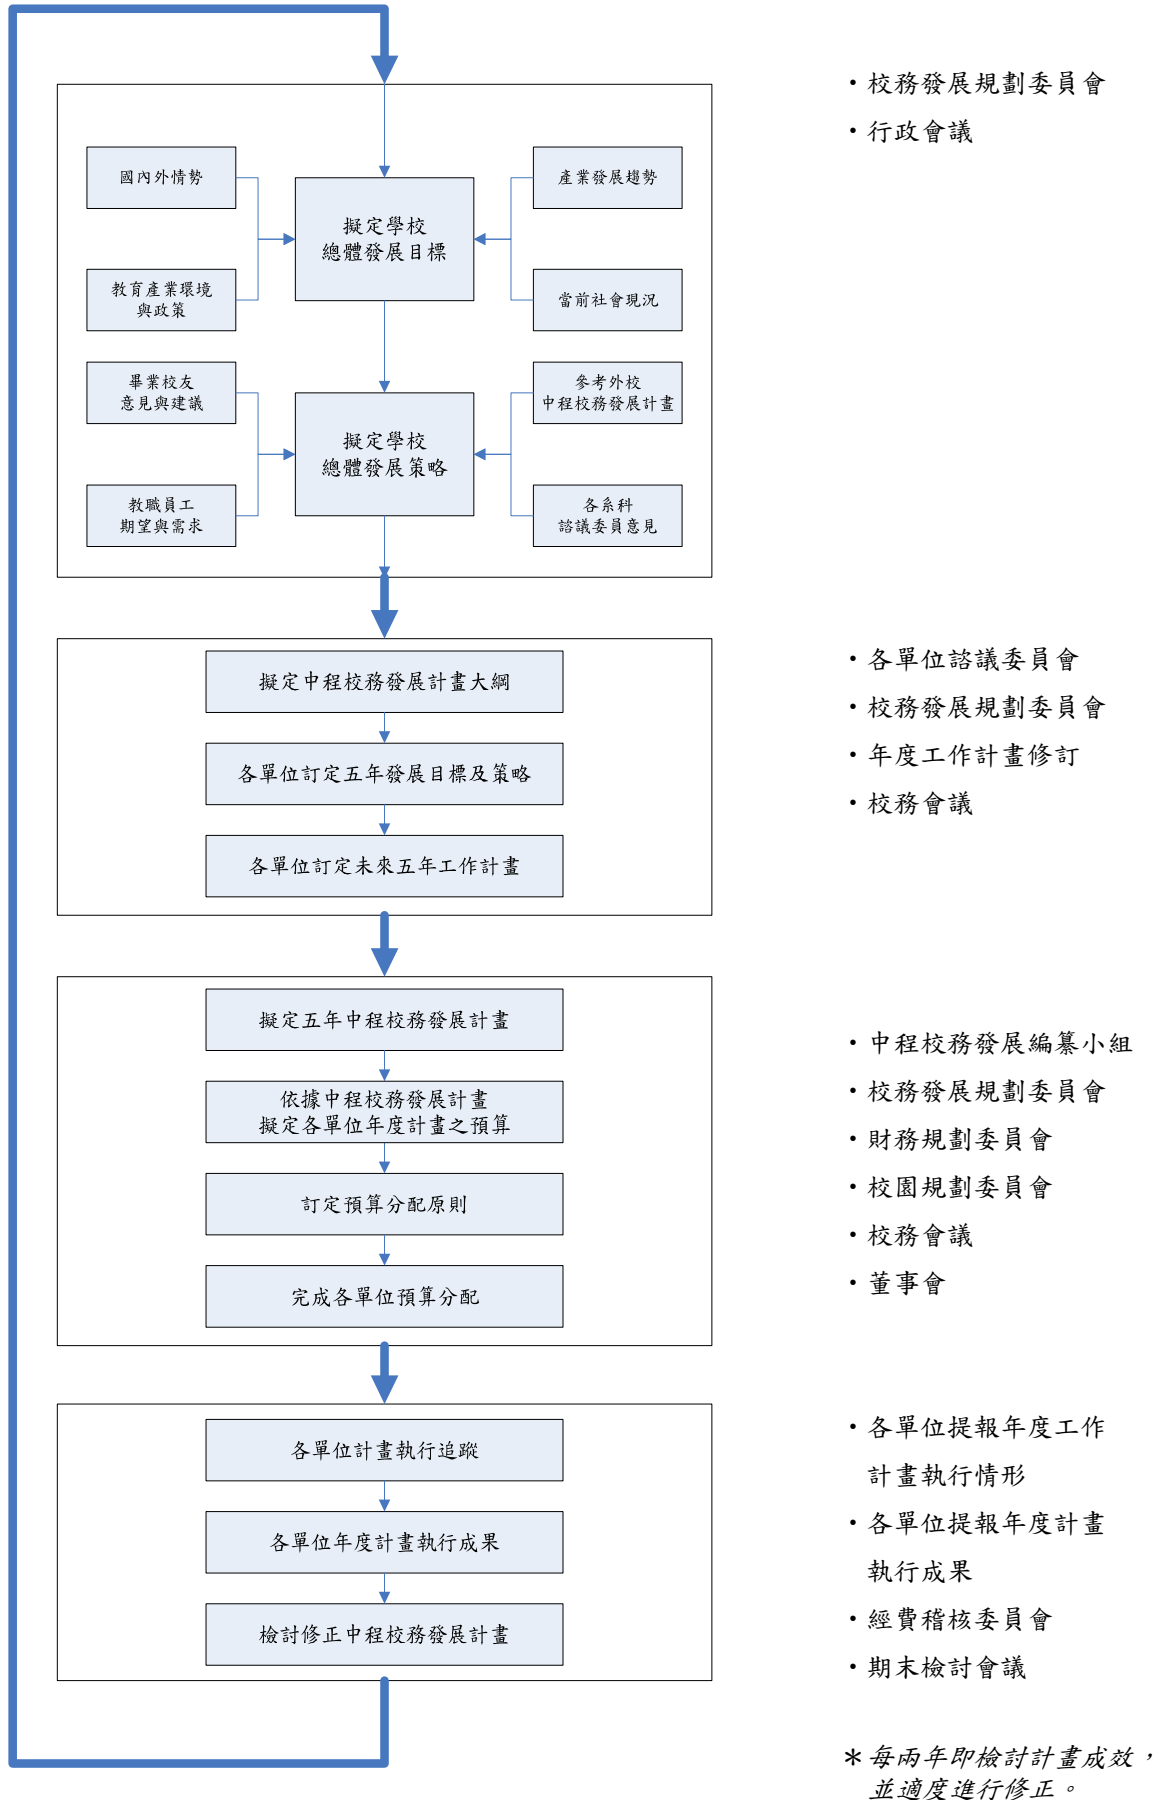 ・校務發展規劃委員會
・行政會議
國內外情勢
產業發展趨勢
擬定學校
總體發展目標
教育產業環境
與政策
當前社會現況
畢業校友
意見與建議
參考外校
中程校務發展計畫
擬定學校
總體發展策略
教職員工
期望與需求
各系科
諮議委員意見
擬定中程校務發展計畫大綱
各單位訂定五年發展目標及策略
各單位訂定未來五年工作計畫
・各單位諮議委員會
・校務發展規劃委員會
・年度工作計畫修訂
・校務會議
擬定五年中程校務發展計畫
依據中程校務發展計畫
擬定各單位年度計畫之預算
訂定預算分配原則
完成各單位預算分配
・中程校務發展編纂小組
・校務發展規劃委員會
・財務規劃委員會
・校園規劃委員會
・校務會議
・董事會
各單位計畫執行追蹤
各單位年度計畫執行成果
檢討修正中程校務發展計畫
・各單位提報年度工作
計畫執行情形
・各單位提報年度計畫
執行成果
・經費稽核委員會
・期末檢討會議
＊每兩年即檢討計畫成效，
並適度進行修正。